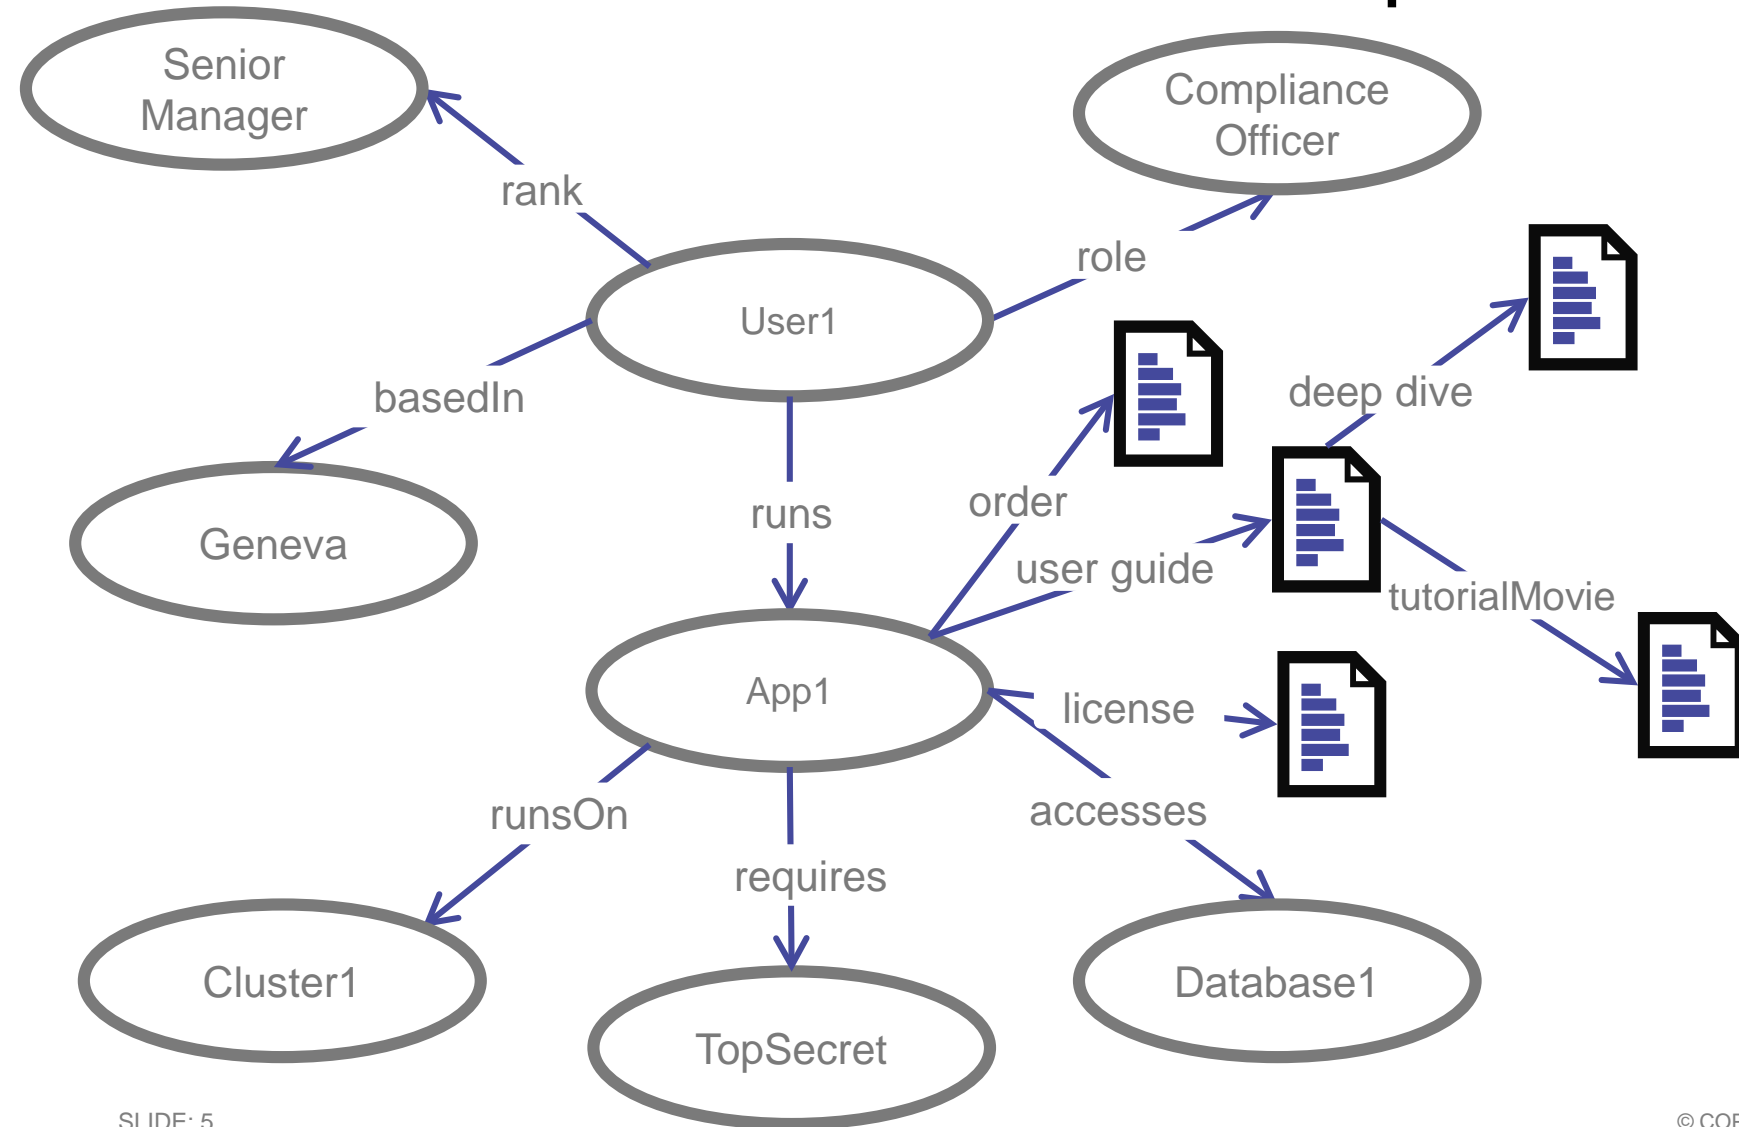 Senior
Manager
Compliance
Officer
rank
role
User1
basedIn
deep dive
order
runs
Geneva
user guide
tutorialMovie
App1
license
runsOn
accesses
requires
Cluster1
Database1
TopSecret
SLIDE: 5